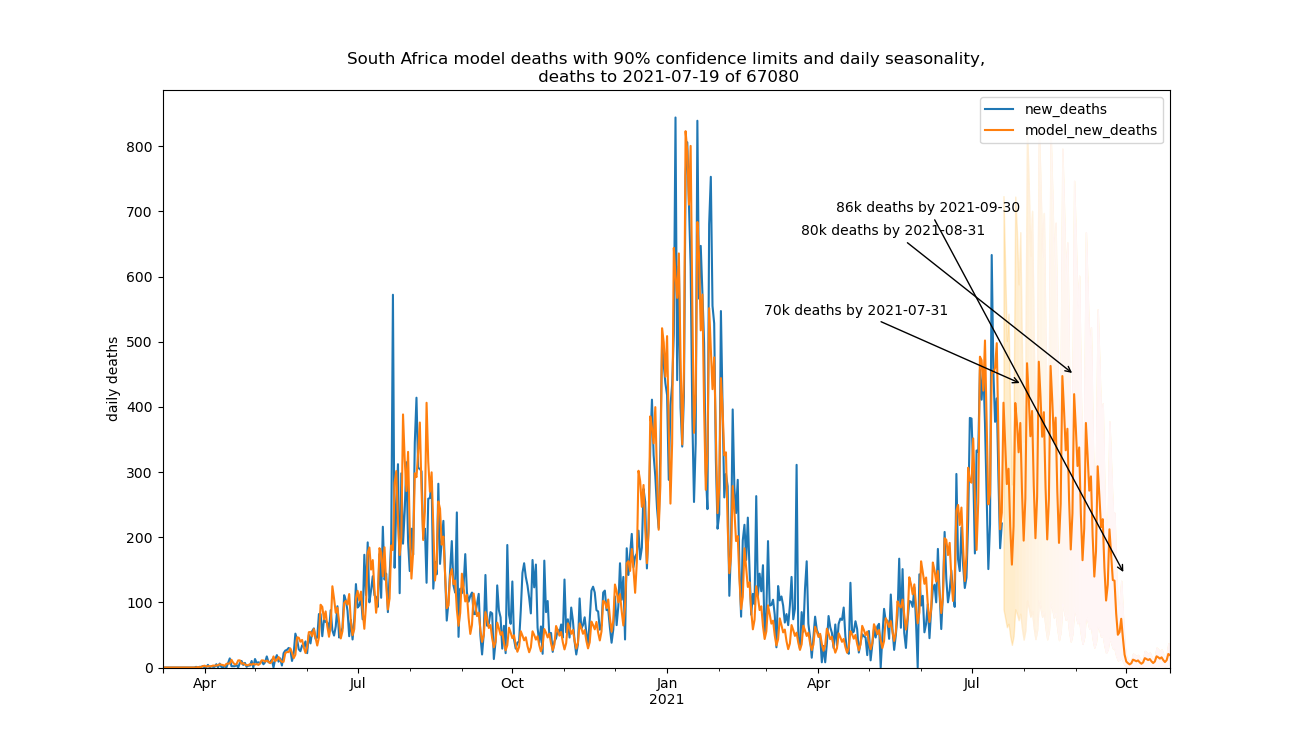 South Africa model deaths with 90% confidence limits and daily seasonality,
deaths to 2021-07-19 of 67080
new_deaths
model_new_deaths
daily deaths
800
700
600
500
400
300
200
100
0
86k deaths by 2021-09-30
80k deaths by 2021-08-31
70k deaths by 2021-07-31
Apr Jul Oct Jan Apr Jul Oct
2021